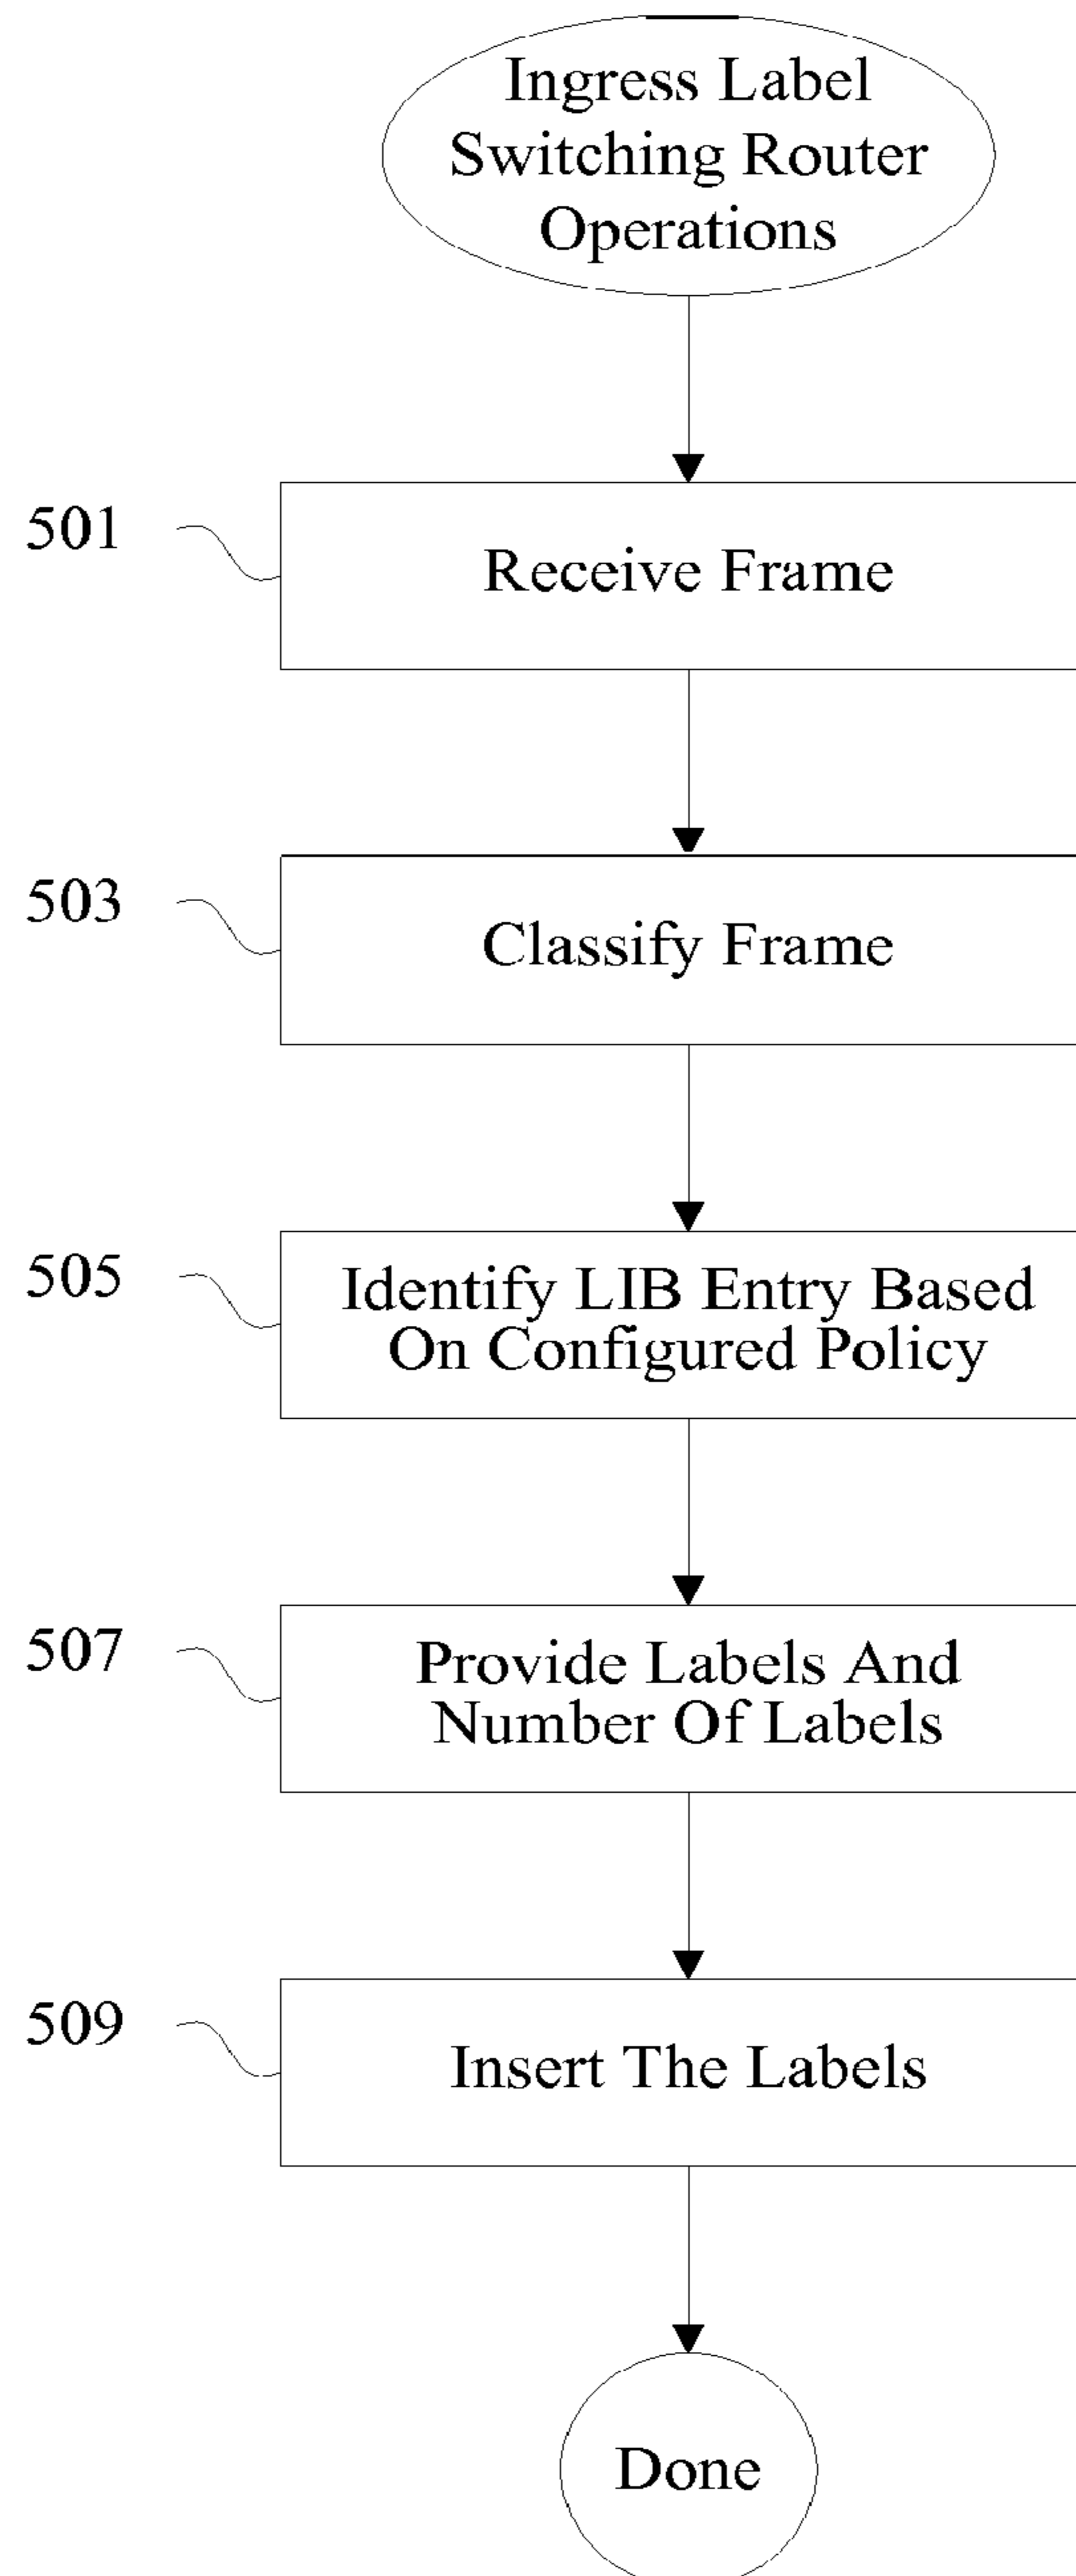 Ingress Label
Switching Router
Operations
501
Receive Frame
503
Classify Frame
505
Identify LIB Entry Based
On Configured Policy
507
Provide Labels And
Number Of Labels
509
Insert The Labels
Done